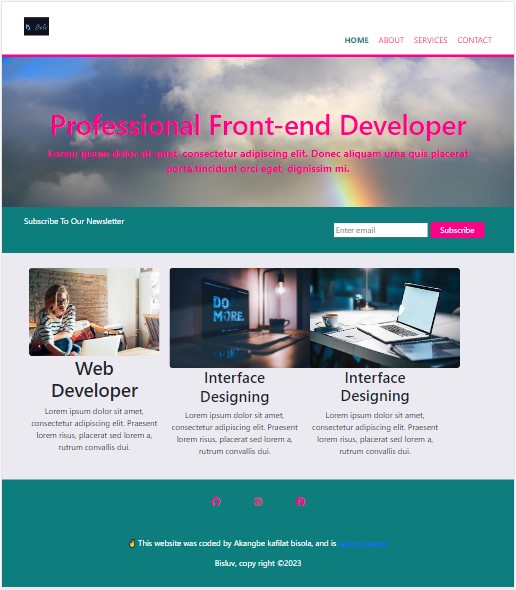 HOME ABOUT SERVICES CONTACT
Professional Front-end Developer
Lorem ipsum dolor sit amet, consectetur adipiscing elit. Donec aliquam urna quis placerat
porta tincidunt orci eget, dignissim mi.
Subscribe To Our Newsletter
Enter email Subscribe
DO
MORE.
Web
Developer
Lorem ipsum dolor sit amet,
consectetur adipiscing elit. Praesent
lorem risus, placerat sed lorem a,
rutrum convallis dui.
Interface
Designing
Lorem ipsum dolor sit amet,
consectetur adipiscing elit. Praesent
lorem risus, placerat sed lorem a,
rutrum convallis dui.
Interface
Designing
Lorem ipsum dolor sit amet,
consectetur adipiscing elit. Praesent
lorem risus, placerat sed lorem a,
rutrum convallis dui.
This website was coded by Akangbe kafilat bisola, and is
Bisluv, copy right ©2023